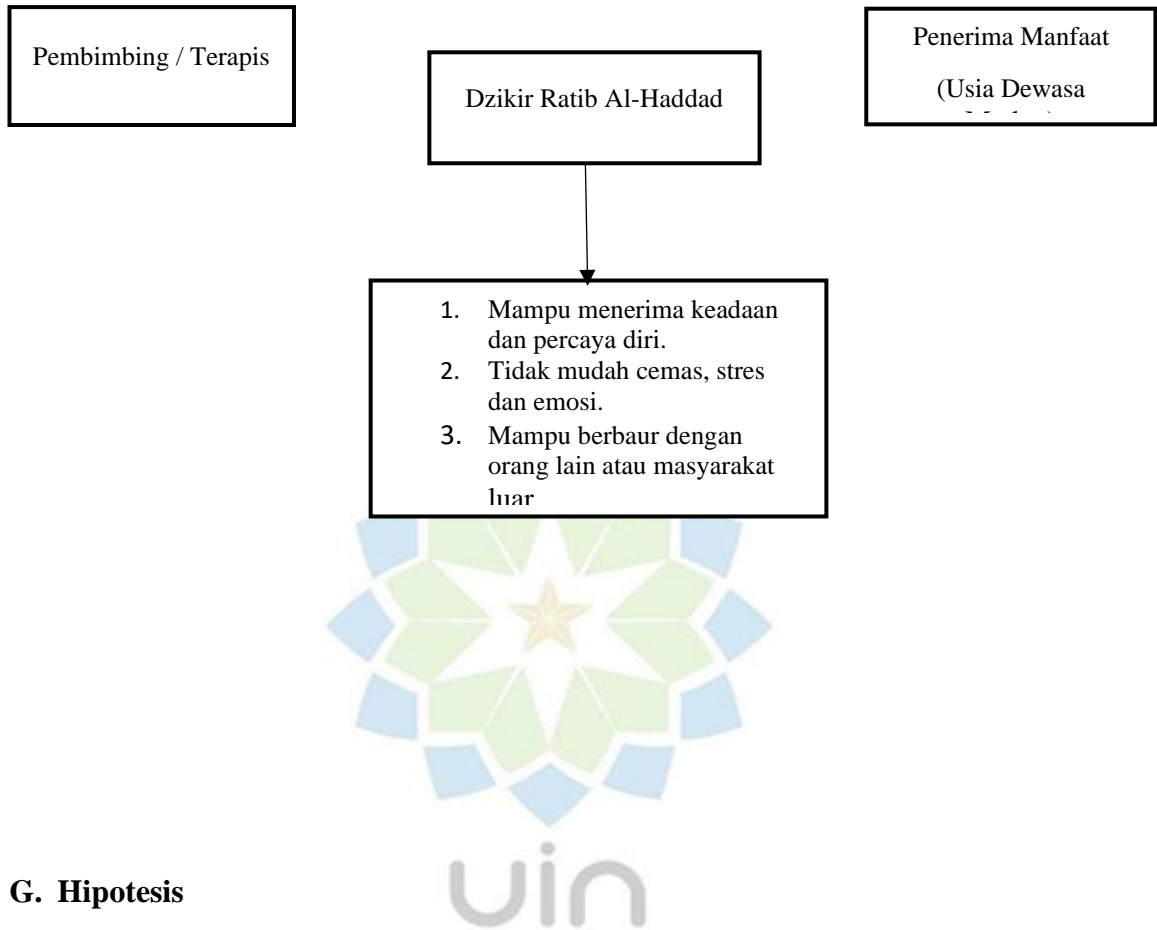 Pembimbing / Terapis
Dzikir Ratib Al-Haddad
Penerima Manfaat
(Usia Dewasa
1. Mampu menerima keadaan
dan percaya diri.
2. Tidak mudah cemas, stres
dan emosi.
3. Mampu berbaur dengan
orang lain atau masyarakat
luar
G. Hipotesis
uin